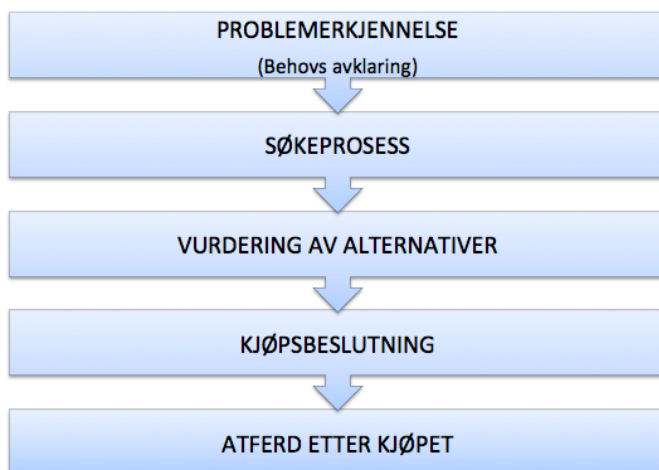 PROBLEMERKJENNELSE
(Behovs avklaring)
SØKEPROSESS
VURDERING AV ALTERNATIVER
KJØPSBESLUTNING
ATFERD ETTER KJØPET